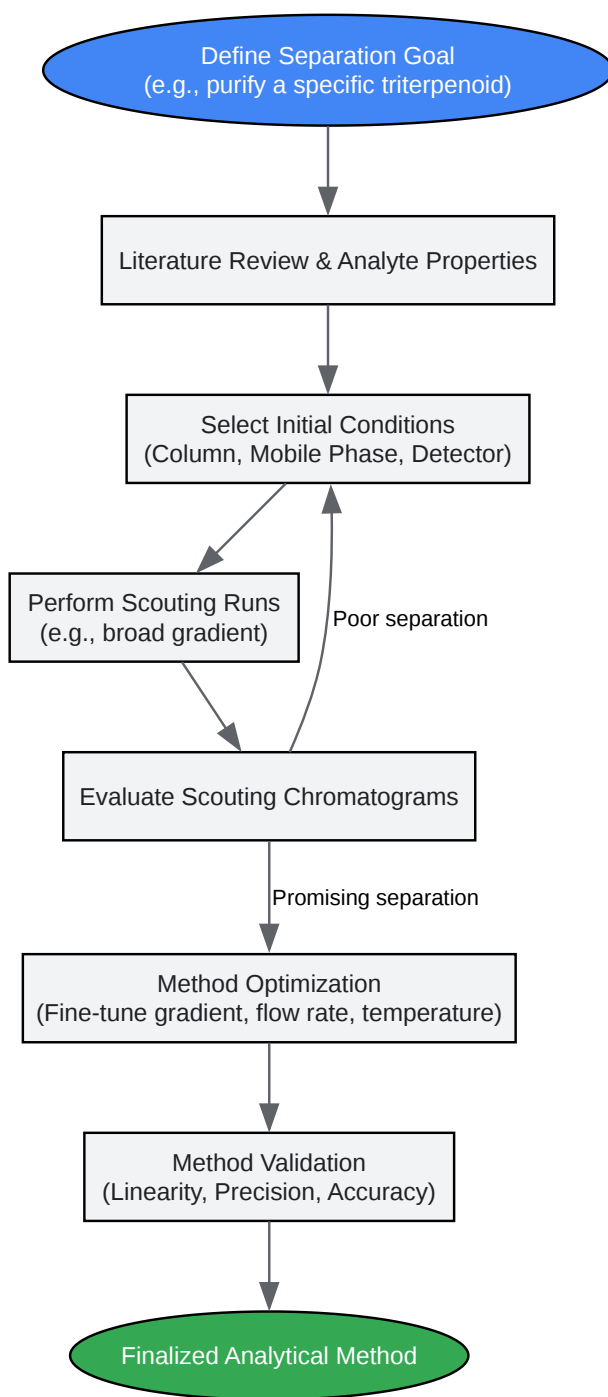 Define Separation Goal
(e.g., purify a specific triterpenoid)
Literature Review & Analyte Properties
Select Initial Conditions
(Column, Mobile Phase, Detector)
Perform Scouting Runs
(e.g., broad gradient)
Poor separation
Evaluate Scouting Chromatograms
Promising separation
Method Optimization
(Fine-tune gradient, flow rate, temperature)
Method Validation
(Linearity, Precision, Accuracy)
Finalized Analytical Method